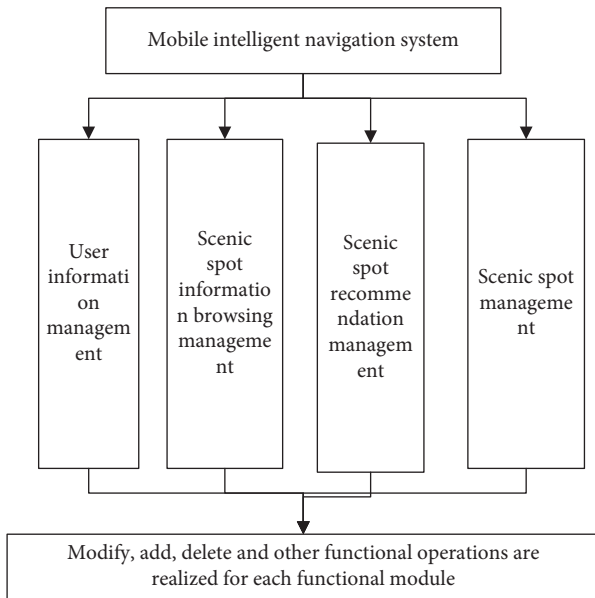 Mobile intelligent navigation system
User
informati
on
managem
ent
Scenic
spot
informatio
n browsing
manageme
nt
Scenic
spot
recomme
ndation
managem
ent
Scenic spot
manageme
nt
Modify, add, delete and other functional operations are
realized for each functional module